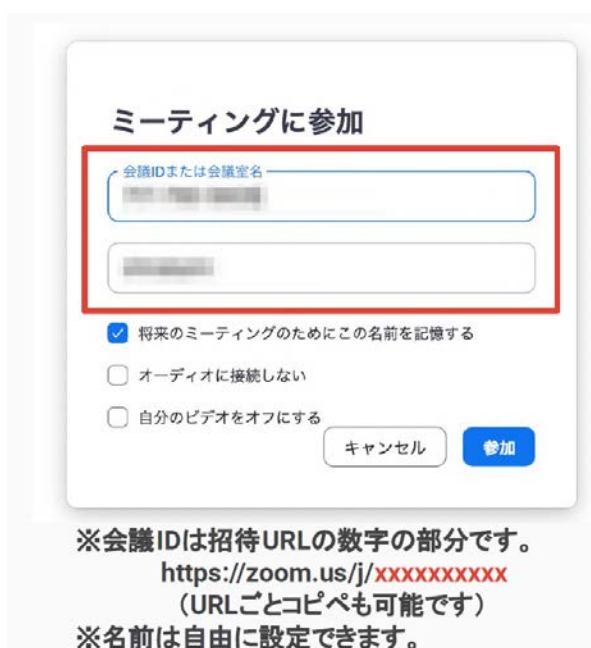 ミーティングに参加
会議IDまたは会議室名
将来のミーティングのためにこの名前を記憶する
オーディオに接続しない
自分のビデオをオフにする
キャンセル
参加
※会議IDは招待URLの数字の部分です。
https://zoom.us/j/xxxxxxxxxx
（URLごとコピペも可能です）
※名前は自由に設定できます。